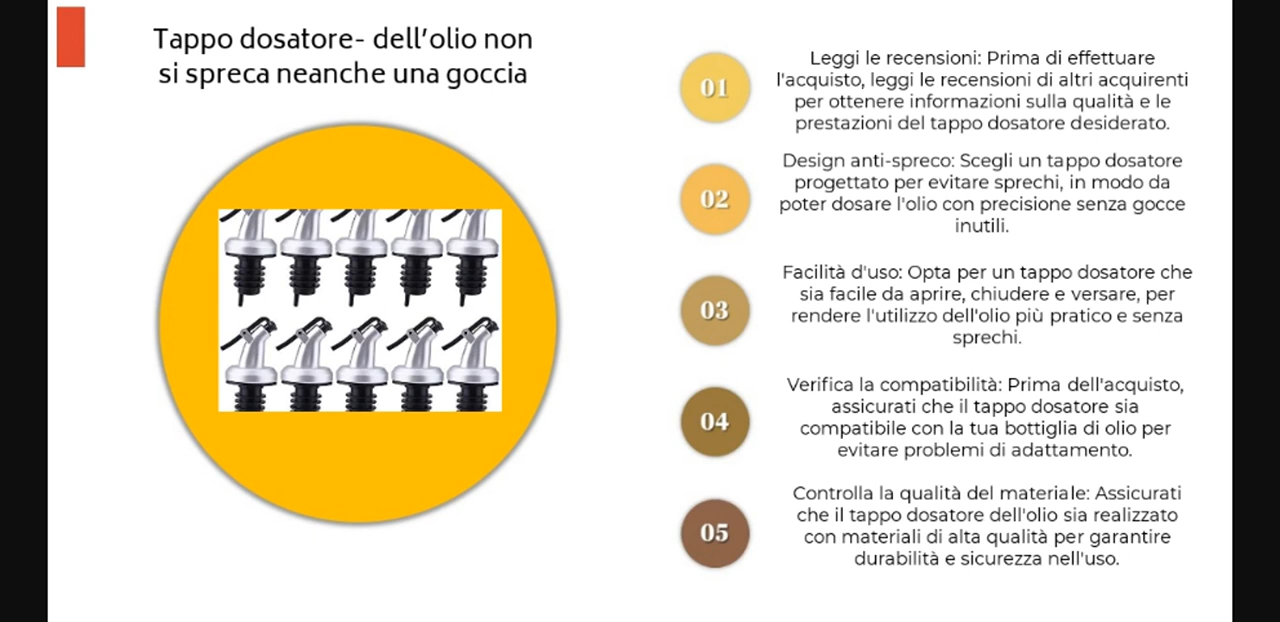 Tappo dosatore- dell’olio non
si spreca neanche una goccia
01
Leggi le recensioni: Prima di effettuare
l'acquisto, leggi le recensioni di altri acquirenti
per ottenere informazioni sulla qualità e le
prestazioni del tappo dosatore desiderato.
02
Design anti-spreco: Scegli un tappo dosatore
progettato per evitare sprechi, in modo da
poter dosare l'olio con precisione senza gocce
inutili.
03
Facilità d'uso: Opta per un tappo dosatore che
sia facile da aprire, chiudere e versare, per
rendere l'utilizzo dell'olio più pratico e senza
sprechi.
04
Verifica la compatibilità: Prima dell'acquisto,
assicurati che il tappo dosatore sia
compatibile con la tua bottiglia di olio per
evitare problemi di adattamento.
05
Controlla la qualità del materiale: Assicurati
che il tappo dosatore dell'olio sia realizzato
con materiali di alta qualità per garantire
durabilità e sicurezza nell'uso.